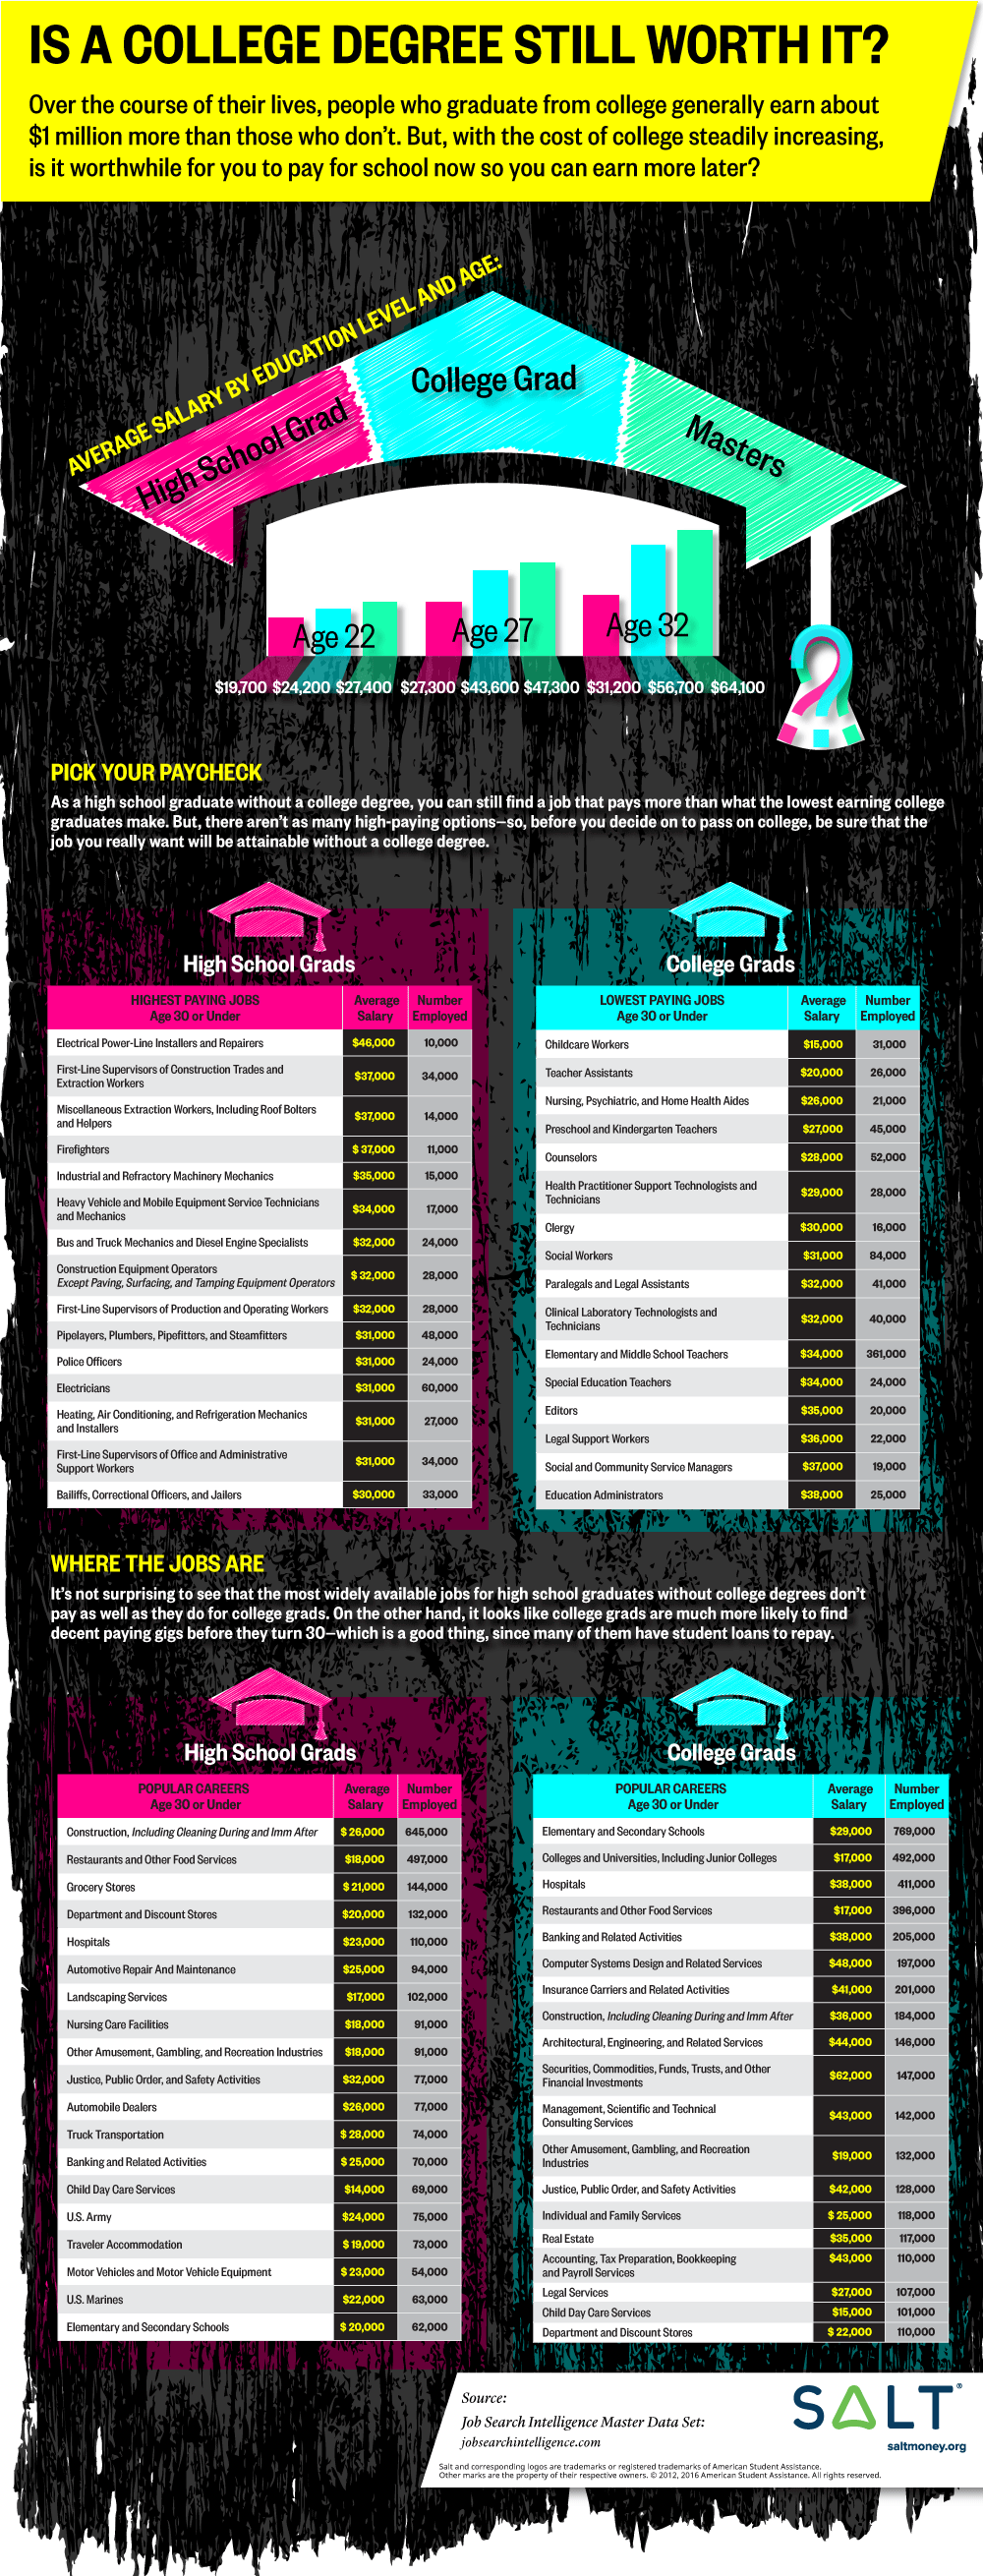 IS A COLLEGE DEGREE STILL WORTH IT?
Over the course of their lives, people who graduate from college generally earn about
$1 million more than those who don't. But, with the cost of college steadily increasing,
is it worthwhile for you to pay for school now so you can earn more later?
AVERAGE SALARY BY EDUCATION LEVEL AND AGE:
High School Grad
College Grad
Masters
Age 22
Age 27
Age 32
$19,700 $24,200 $27,400 $27,300 $43,600 $47,300 $31,200 $56,700 $64,100
PICK YOUR PAYCHECK
As a high school graduate without a college degree, you can still find a job that pays more than what the lowest earning college
graduates make. But, there aren't as many high-paying options—so, before you decide on to pass on college, be sure that the
job you really want will be attainable without a college degree.
High School Grads
HIGHEST PAYING JOBS Average Number
Age 30 or Under Salary Employed
Electrical Power-Line Installers and Repairers $46,000 10,000
First-Line Supervisors of Construction Trades and
Extraction Workers $37,000 34,000
Miscellaneous Extraction Workers, Including Roof Bolters
and Helpers $37,000 14,000
Firefighters $ 37,000 11,000
Industrial and Refractory Machinery Mechanics $35,000 15,000
Heavy Vehicle and Mobile Equipment Service Technicians
and Mechanics $34,000 17,000
Bus and Truck Mechanics and Diesel Engine Specialists $32,000 24,000
Construction Equipment Operators
Except Paving, Surfacing, and Tamping Equipment Operators $ 32,000 28,000
First-Line Supervisors of Production and Operating Workers $32,000 28,000
Pipelayers, Plumbers, Pipefitters, and Steamfitters $31,000 48,000
Police Officers $31,000 24,000
Electricians $31,000 60,000
Heating, Air Conditioning, and Refrigeration Mechanics
and Installers $31,000 27,000
First-Line Supervisors of Office and Administrative
Support Workers $31,000 34,000
Bailiffs, Correctional Officers, and Jailers $30,000 33,000
College Grads
LOWEST PAYING JOBS Average Number
Age 30 or Under Salary Employed
Childcare Workers $15,000 31,000
Teacher Assistants $20,000 26,000
Nursing, Psychiatric, and Home Health Aides $26,000 21,000
Preschool and Kindergarten Teachers $27,000 45,000
Counselors $28,000 52,000
Health Practitioner Support Technologists and
Technicians $29,000 28,000
Clergy $30,000 16,000
Social Workers $31,000 84,000
Paralegals and Legal Assistants $32,000 41,000
Clinical Laboratory Technologists and
Technicians $32,000 40,000
Elementary and Middle School Teachers $34,000 361,000
Special Education Teachers $34,000 24,000
Editors $35,000 20,000
Legal Support Workers $36,000 22,000
Social and Community Service Managers $37,000 19,000
Education Administrators $38,000 25,000
WHERE THE JOBS ARE
It's not surprising to see that the most widely available jobs for high school graduates without college degrees don't
pay as well as they do for college grads. On the other hand, it looks like college grads are much more likely to find
decent paying gigs before they turn 30—which is a good thing, since many of them have student loans to repay.
High School Grads
POPULAR CAREERS Average Number
Age 30 or Under Salary Employed
Construction, Including Cleaning During and Imm After $ 26,000 645,000
Restaurants and Other Food Services $18,000 497,000
Grocery Stores $ 21,000 144,000
Department and Discount Stores $20,000 132,000
Hospitals $23,000 110,000
Automotive Repair And Maintenance $25,000 94,000
Landscaping Services $17,000 102,000
Nursing Care Facilities $18,000 91,000
Other Amusement, Gambling, and Recreation Industries $18,000 91,000
Justice, Public Order, and Safety Activities $32,000 77,000
Automobile Dealers $26,000 77,000
Truck Transportation $ 28,000 74,000
Banking and Related Activities $ 25,000 70,000
Child Day Care Services $14,000 69,000
U.S. Army $24,000 75,000
Traveler Accommodation $ 19,000 73,000
Motor Vehicles and Motor Vehicle Equipment $ 23,000 54,000
U.S. Marines $22,000 63,000
Elementary and Secondary Schools $ 20,000 62,000
College Grads
POPULAR CAREERS Average Number
Age 30 or Under Salary Employed
Elementary and Secondary Schools $29,000 769,000
Colleges and Universities, Including Junior Colleges $17,000 492,000
Hospitals $38,000 411,000
Restaurants and Other Food Services $17,000 396,000
Banking and Related Activities $38,000 205,000
Computer Systems Design and Related Services $48,000 197,000
Insurance Carriers and Related Activities $41,000 201,000
Construction, Including Cleaning During and Imm After $36,000 184,000
Architectural, Engineering, and Related Services $44,000 146,000
Securities, Commodities, Funds, Trusts, and Other
Financial Investments $62,000 147,000
Management, Scientific and Technical
Consulting Services $43,000 142,000
Other Amusement, Gambling, and Recreation
Industries $19,000 132,000
Justice, Public Order, and Safety Activities $42,000 128,000
Individual and Family Services $ 25,000 118,000
Real Estate $35,000 117,000
Accounting, Tax Preparation, Bookkeeping $43,000 110,000
and Payroll Services
Legal Services $27,000 107,000
Child Day Care Services $15,000 101,000
Department and Discount Stores $ 22,000 110,000
Source:
Job Search Intelligence Master Data Set:
jobsearchintelligence.com
SALT®
saltmoney.org
Salt and corresponding logos are trademarks or registered trademarks of American Student Assistance.
Other marks are the property of their respective owners. © 2012, 2016 American Student Assistance. All rights reserved.